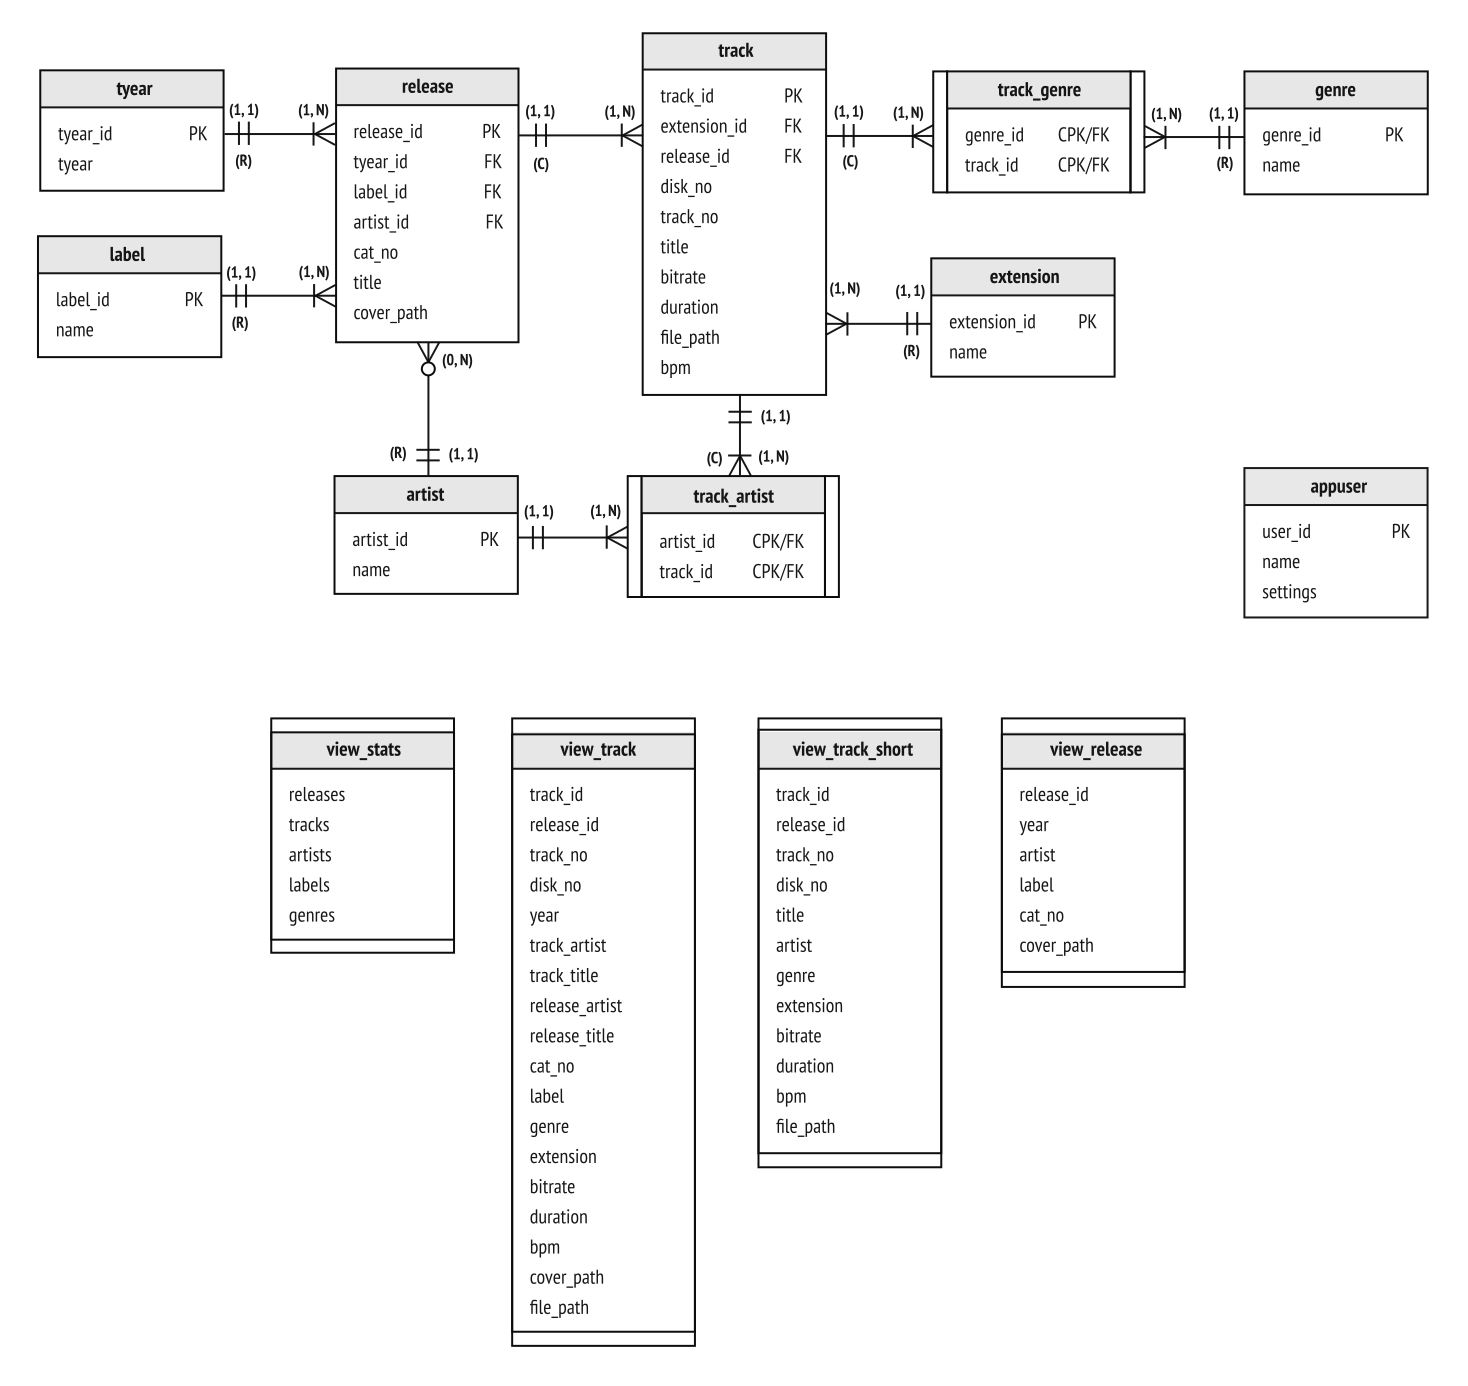 tyear
tyear_id PK
tyear
(1, 1)
(R)
(1, N)
release
release_id PK
tyear_id FK
label_id FK
artist_id FK
cat_no
title
cover_path
(1, 1)
(C)
(1, N)
track
track_id PK
extension_id FK
release_id FK
disk_no
track_no
title
bitrate
duration
file_path
bpm
(1, 1)
(C)
(1, N)
track_genre
genre_id CPK/FK
track_id CPK/FK
(1, N)
(1, 1)
(R)
genre
genre_id PK
name
label
label_id PK
name
(1, 1)
(R)
(1, N)
(1, N)
(1, 1)
(R)
extension
extension_id PK
name
(0, N)
(R) (1, 1)
(1, 1)
(C) (1, N)
artist
artist_id PK
name
(1, 1)
(1, N)
track_artist
artist_id CPK/FK
track_id CPK/FK
appuser
user_id PK
name
settings
view_stats
releases
tracks
artists
labels
genres
view_track
track_id
release_id
track_no
disk_no
year
track_artist
track_title
release_artist
release_title
cat_no
label
genre
extension
bitrate
duration
bpm
cover_path
file_path
view_track_short
track_id
release_id
track_no
disk_no
title
artist
genre
extension
bitrate
duration
bpm
file_path
view_release
release_id
year
artist
label
cat_no
cover_path